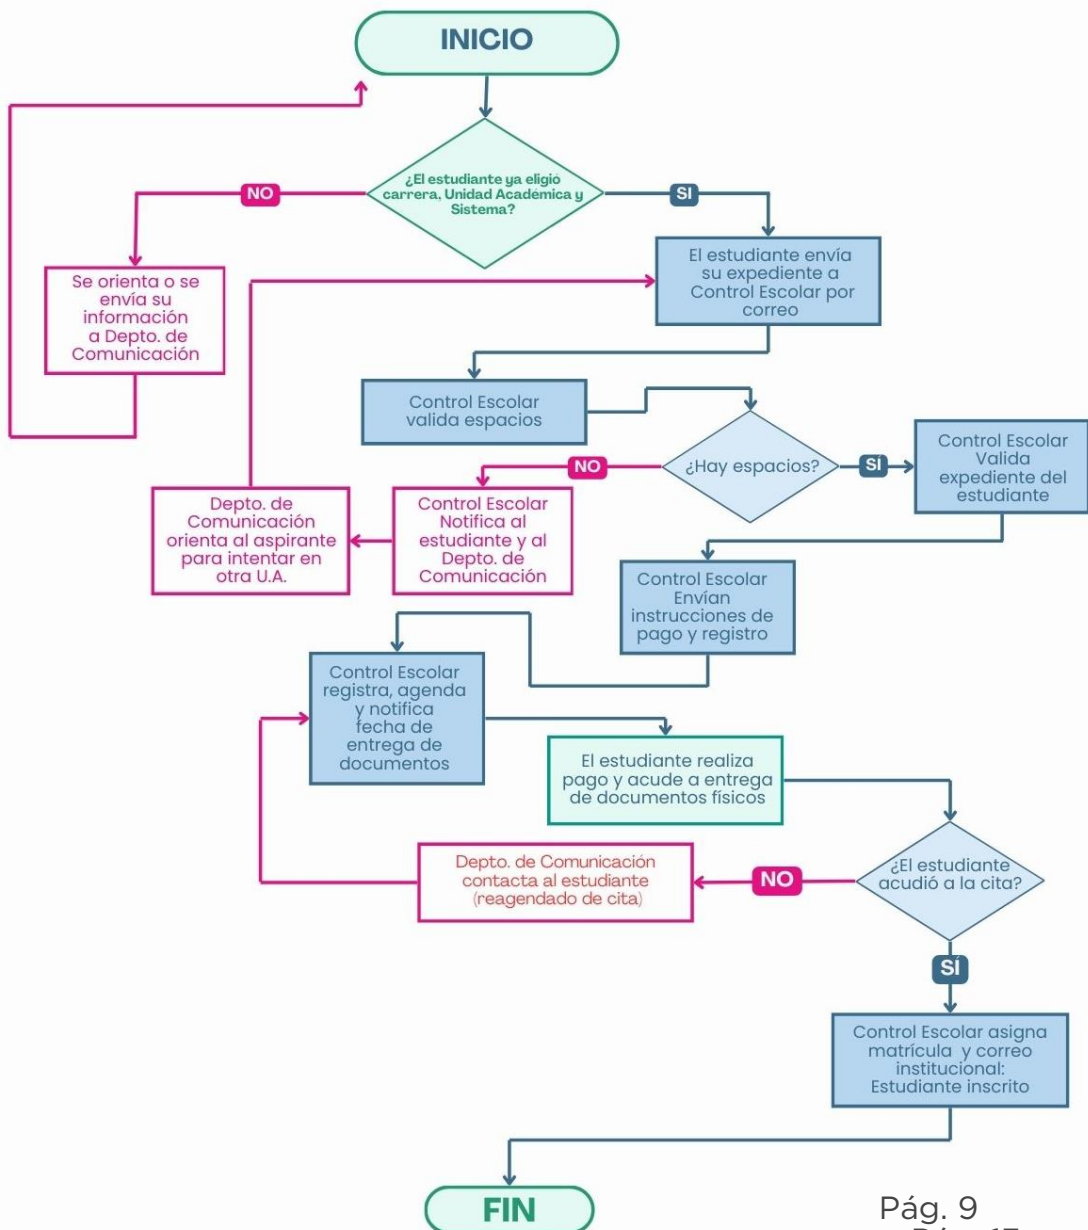 INICIO
¿El estudiante ya eligió
carrera, Unidad Académica y
Sistema?
NO
SI
Se orienta o se
envía su
información
a Depto. de
Comunicación
El estudiante envía
su expediente a
Control Escolar por
correo
Control Escolar
valida espacios
¿Hay espacios?
NO
SÍ
Control Escolar
Valida
expediente del
estudiante
Depto. de
Comunicación
orienta al aspirante
para intentar en
otra U.A.
Control Escolar
Notifica al
estudiante y al
Depto. de
Comunicación
Control Escolar
Envían
instrucciones de
pago y registro
Control Escolar
registra, agenda
y notifica
fecha de
entrega de
documentos
El estudiante realiza
pago y acude a entrega
de documentos físicos
Depto. de Comunicación
contacta al estudiante
(reagendado de cita)
NO
¿El estudiante
acudió a la cita?
SÍ
Control Escolar asigna
matrícula y correo
institucional:
Estudiante inscrito
FIN
Pág. 9